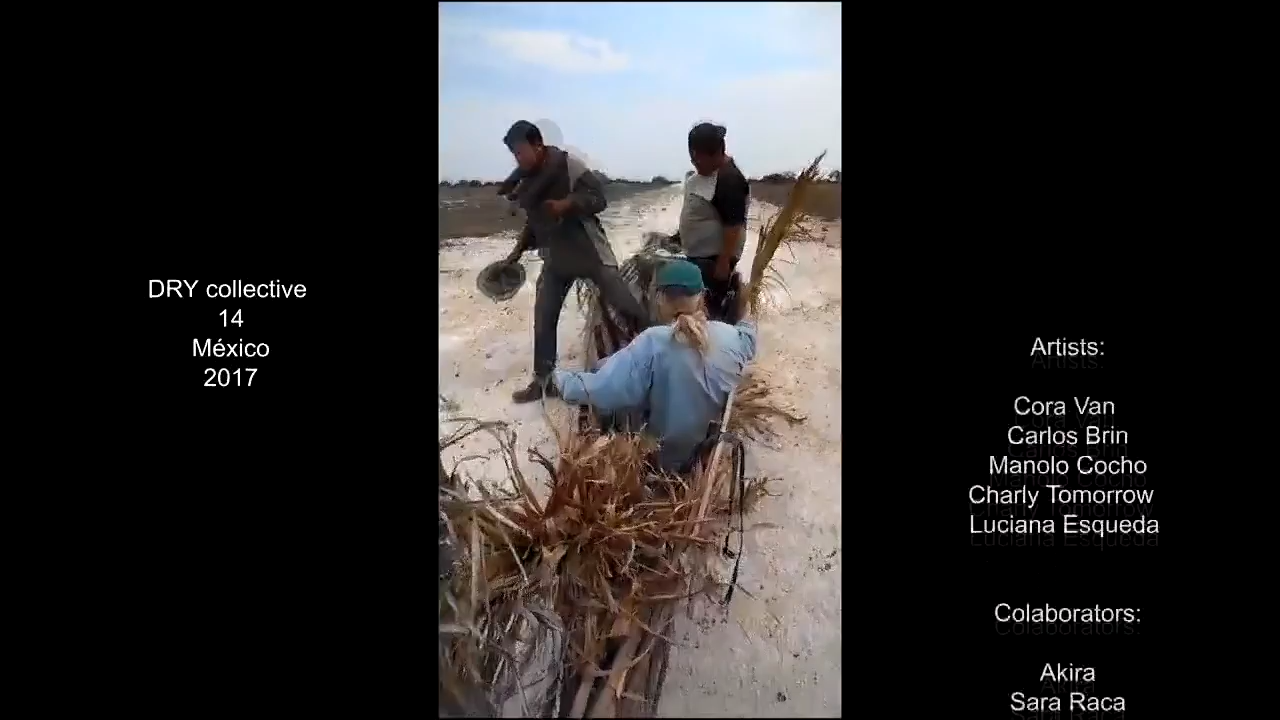 DRY collective
14
México
2017
Artists:
Cora Van
Carlos Brin
Manolo Cocho
Charly Tomorrow
Luciana Esqueda
Colaborators:
Akira
Sara Raca